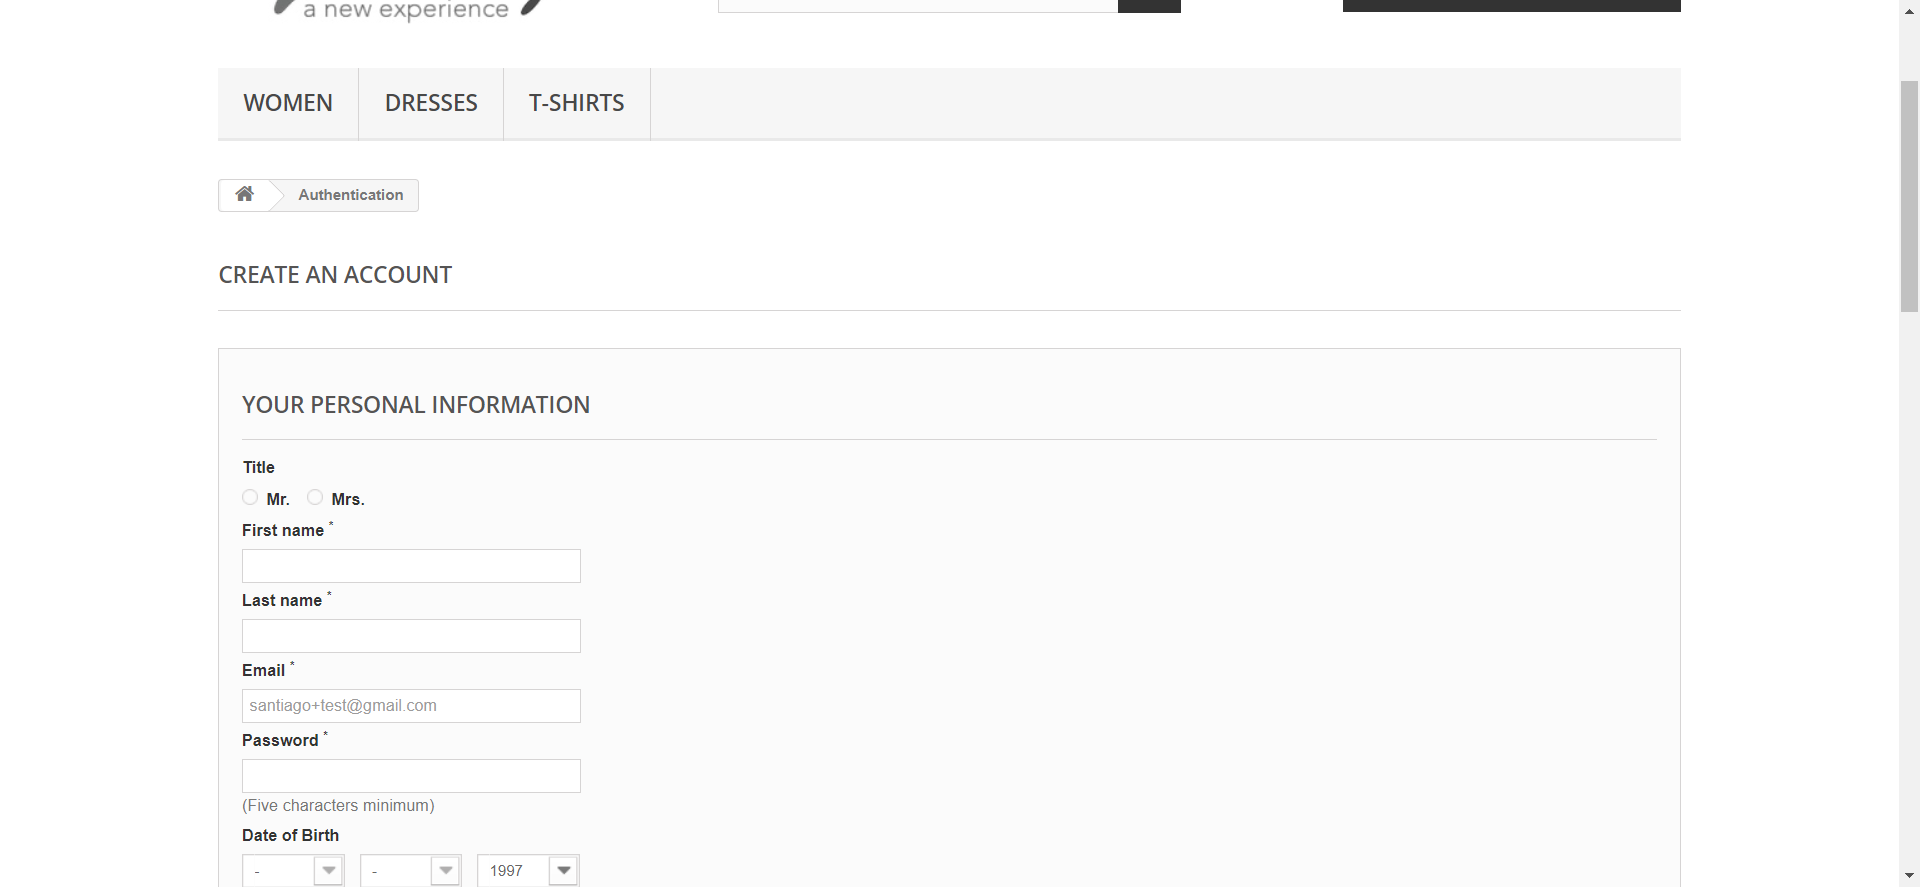 a new experience
WOMEN DRESSES T-SHIRTS
Authentication
CREATE AN ACCOUNT
YOUR PERSONAL INFORMATION
Title
Mr. Mrs.
First name *
Last name *
Email *
santiago+test@gmail.com
Password *
(Five characters minimum)
Date of Birth
- - 1997